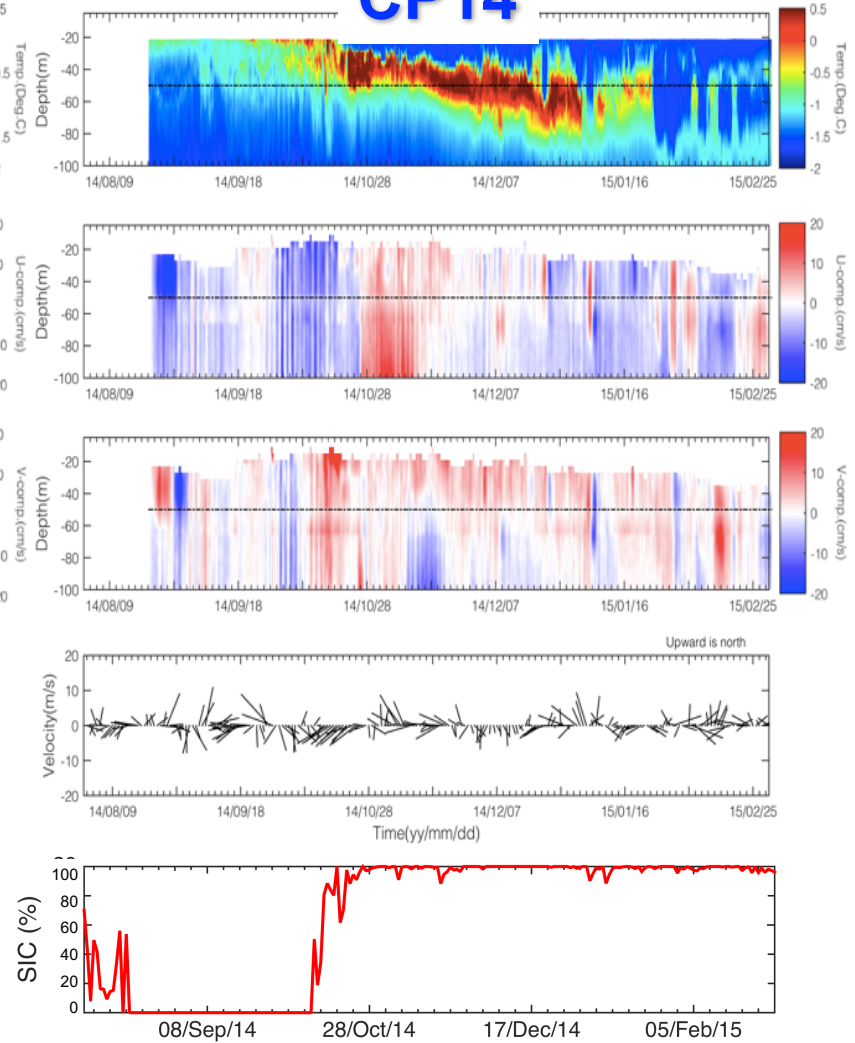 CP14
Temp.(Deg.C)
Depth(m)
-20
-40
-60
-80
-100
14/08/09 14/09/18 14/10/28 14/12/07 15/01/16 15/02/25
0.5
0
-0.5
-1
-1.5
-2
Temp.(Deg.C)
U-comp.(cm/s)
Depth(m)
-20
-40
-60
-80
-100
14/08/09 14/09/18 14/10/28 14/12/07 15/01/16 15/02/25
20
10
0
-10
-20
U-comp.(cm/s)
V-comp.(cm/s)
Depth(m)
-20
-40
-60
-80
-100
14/08/09 14/09/18 14/10/28 14/12/07 15/01/16 15/02/25
20
10
0
-10
-20
V-comp.(cm/s)
Upward is north
Velocity(m/s)
20
10
0
-10
-20
14/08/09 14/09/18 14/10/28 14/12/07 15/01/16 15/02/25
Time(yy/mm/dd)
SIC (%)
100
80
60
40
20
0
08/Sep/14 28/Oct/14 17/Dec/14 05/Feb/15